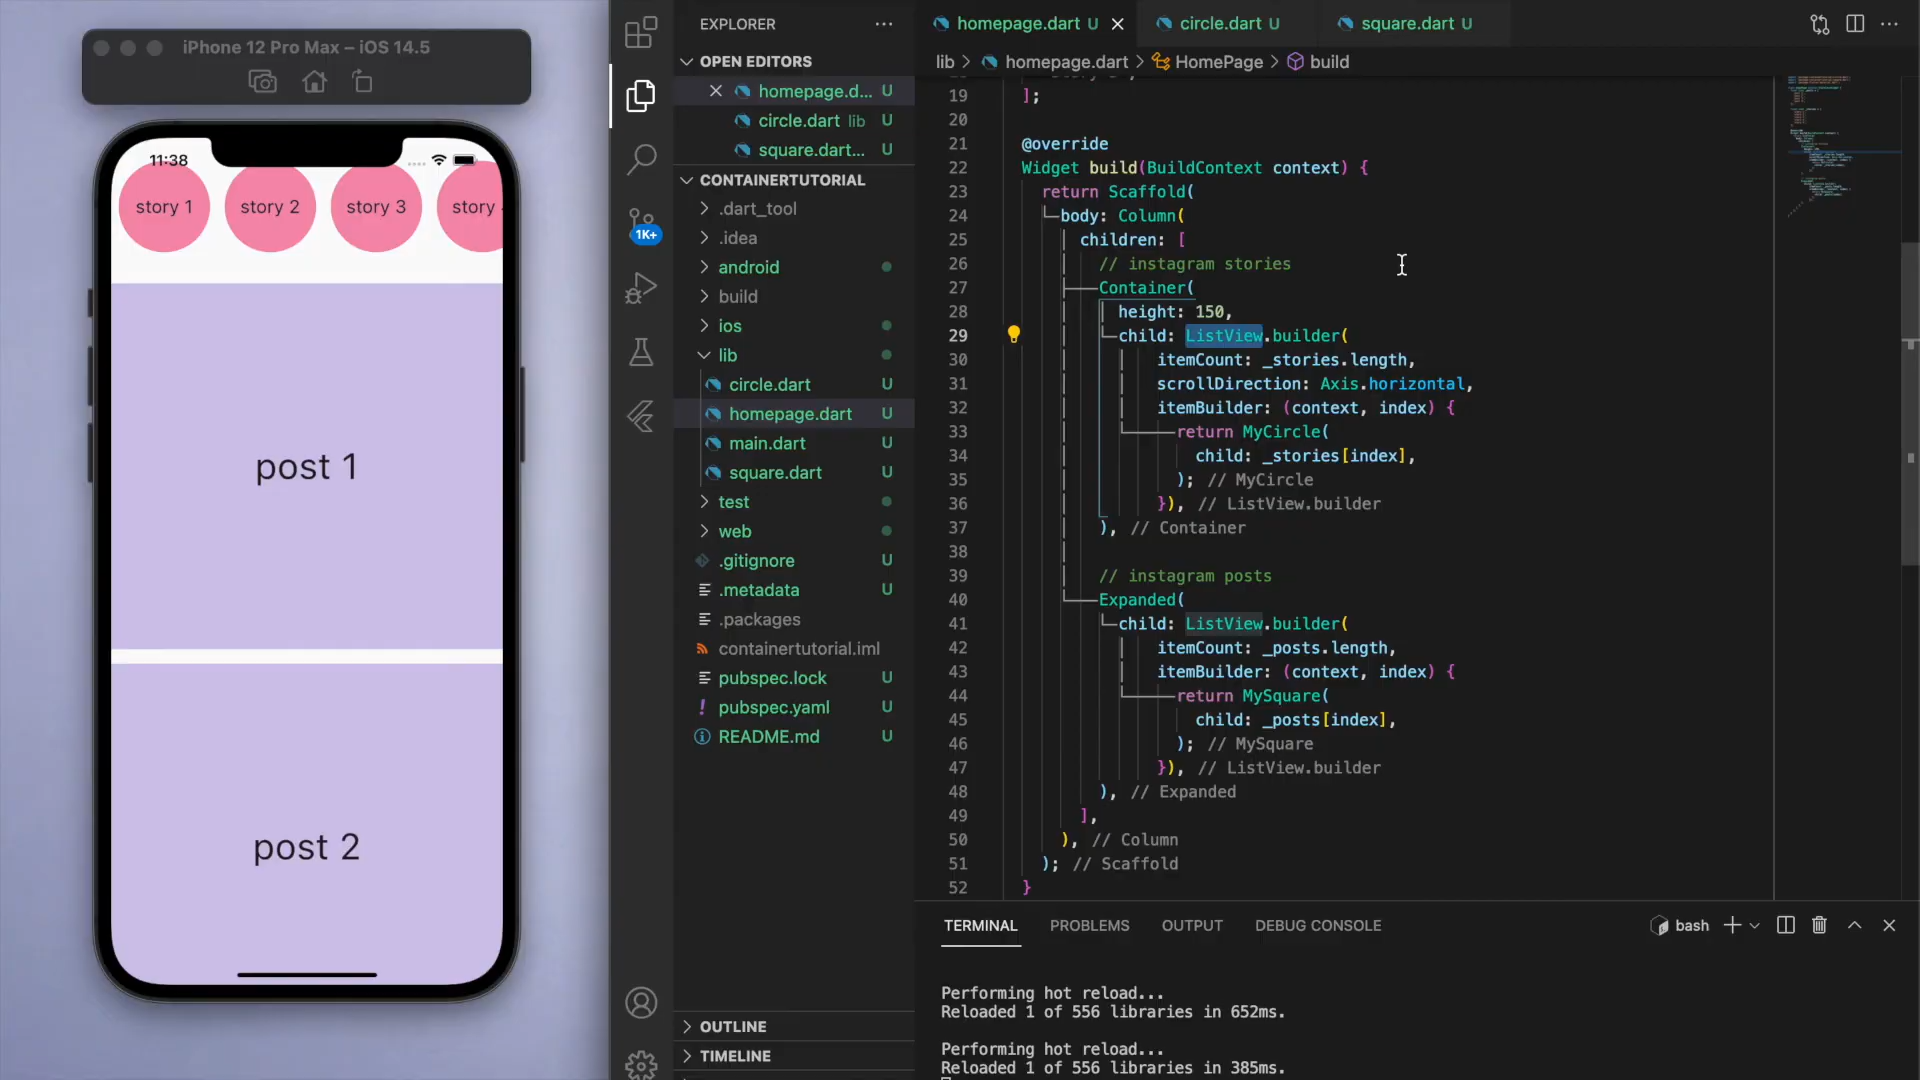 iPhone 12 Pro Max – iOS 14.5
11:38
story 1
story 2
story 3
story
post 1
post 2
1K+
EXPLORER
OPEN EDITORS
homepage.d... U
circle.dart lib U
square.dart... U
CONTAINERTUTORIAL
.dart_tool
.idea
android
build
ios
lib
circle.dart U
homepage.dart U
main.dart U
square.dart U
test
web
.gitignore U
.metadata U
.packages
containertutorial.iml
pubspec.lock U
pubspec.yaml U
README.md U
OUTLINE
TIMELINE
homepage.dart U
circle.dart U
square.dart U
lib > homepage.dart > HomePage > build
19 ];
20
21 @override
22 Widget build(BuildContext context) {
23 return Scaffold(
24 body: Column(
25 children: [
26 // instagram stories
27 Container(
28 height: 150,
29 child: ListView.builder(
30 itemCount: _stories.length,
31 scrollDirection: Axis.horizontal,
32 itemBuilder: (context, index) {
33 return MyCircle(
34 child: _stories[index],
35 ); // MyCircle
36 }), // ListView.builder
37 ), // Container
38
39 // instagram posts
40 Expanded(
41 child: ListView.builder(
42 itemCount: _posts.length,
43 itemBuilder: (context, index) {
44 return MySquare(
45 child: _posts[index],
46 ); // MySquare
47 }), // ListView.builder
48 ), // Expanded
49 ],
50 ), // Column
51 ); // Scaffold
52 }
TERMINAL PROBLEMS OUTPUT DEBUG CONSOLE
bash
Performing hot reload...
Reloaded 1 of 556 libraries in 652ms.
Performing hot reload...
Reloaded 1 of 556 libraries in 385ms.